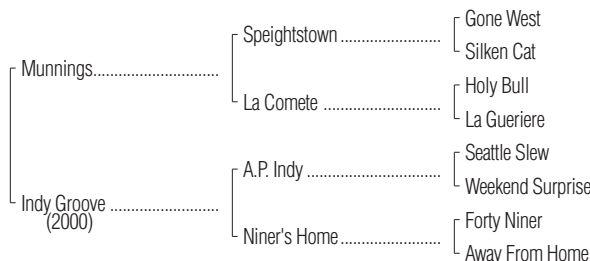 Gone West
Speightstown ........................
Silken Cat
Munnings..............................
Holy Bull
La Comete ............................
La Gueriere
Seattle Slew
A.P. Indy ................................
Weekend Surprise
Indy Groove ..........................
(2000)
Forty Niner
Niner's Home........................
Away From Home